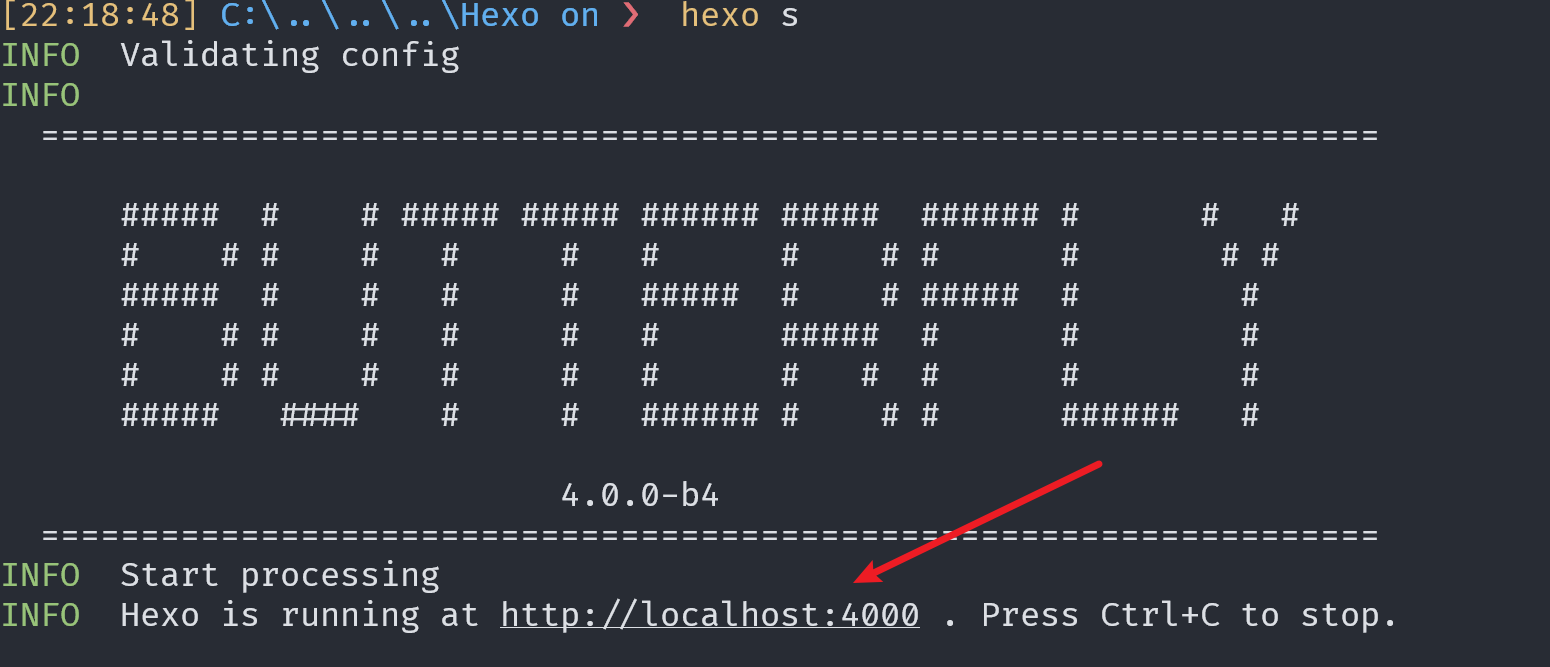 [22:18:48] C:\..\..\..\Hexo on ❯  hexo s
INFO  Validating config
INFO
  ===================================================================

      #####  #    # ##### ##### ###### #####  ###### #      #   #
      #    # #    #   #     #   #      #    # #      #       # #
      #####  #    #   #     #   #####  #    # #####  #        #
      #    # #    #   #     #   #      #####  #      #        #
      #    # #    #   #     #   #      #   #  #      #        #
      #####   ####    #     #   ###### #    # #      ######   #

                            4.0.0-b4
  ===================================================================
INFO  Start processing
INFO  Hexo is running at http://localhost:4000 . Press Ctrl+C to stop.